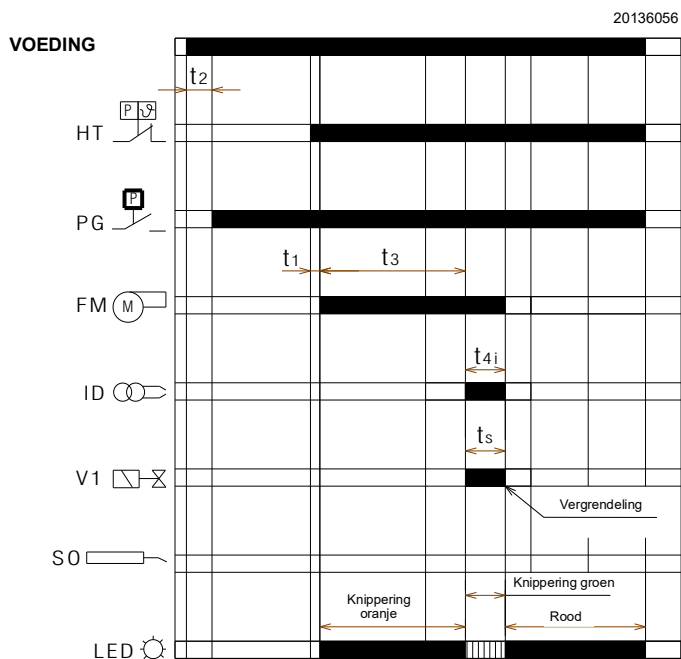 20136056
VOEDING
t2
P ϑ
HT
P
PG
t1 t3
FM M
t4i
ID
ts
V1
Vergrendeling
SO
Knippering groen
Knippering
oranje
Rood
LED